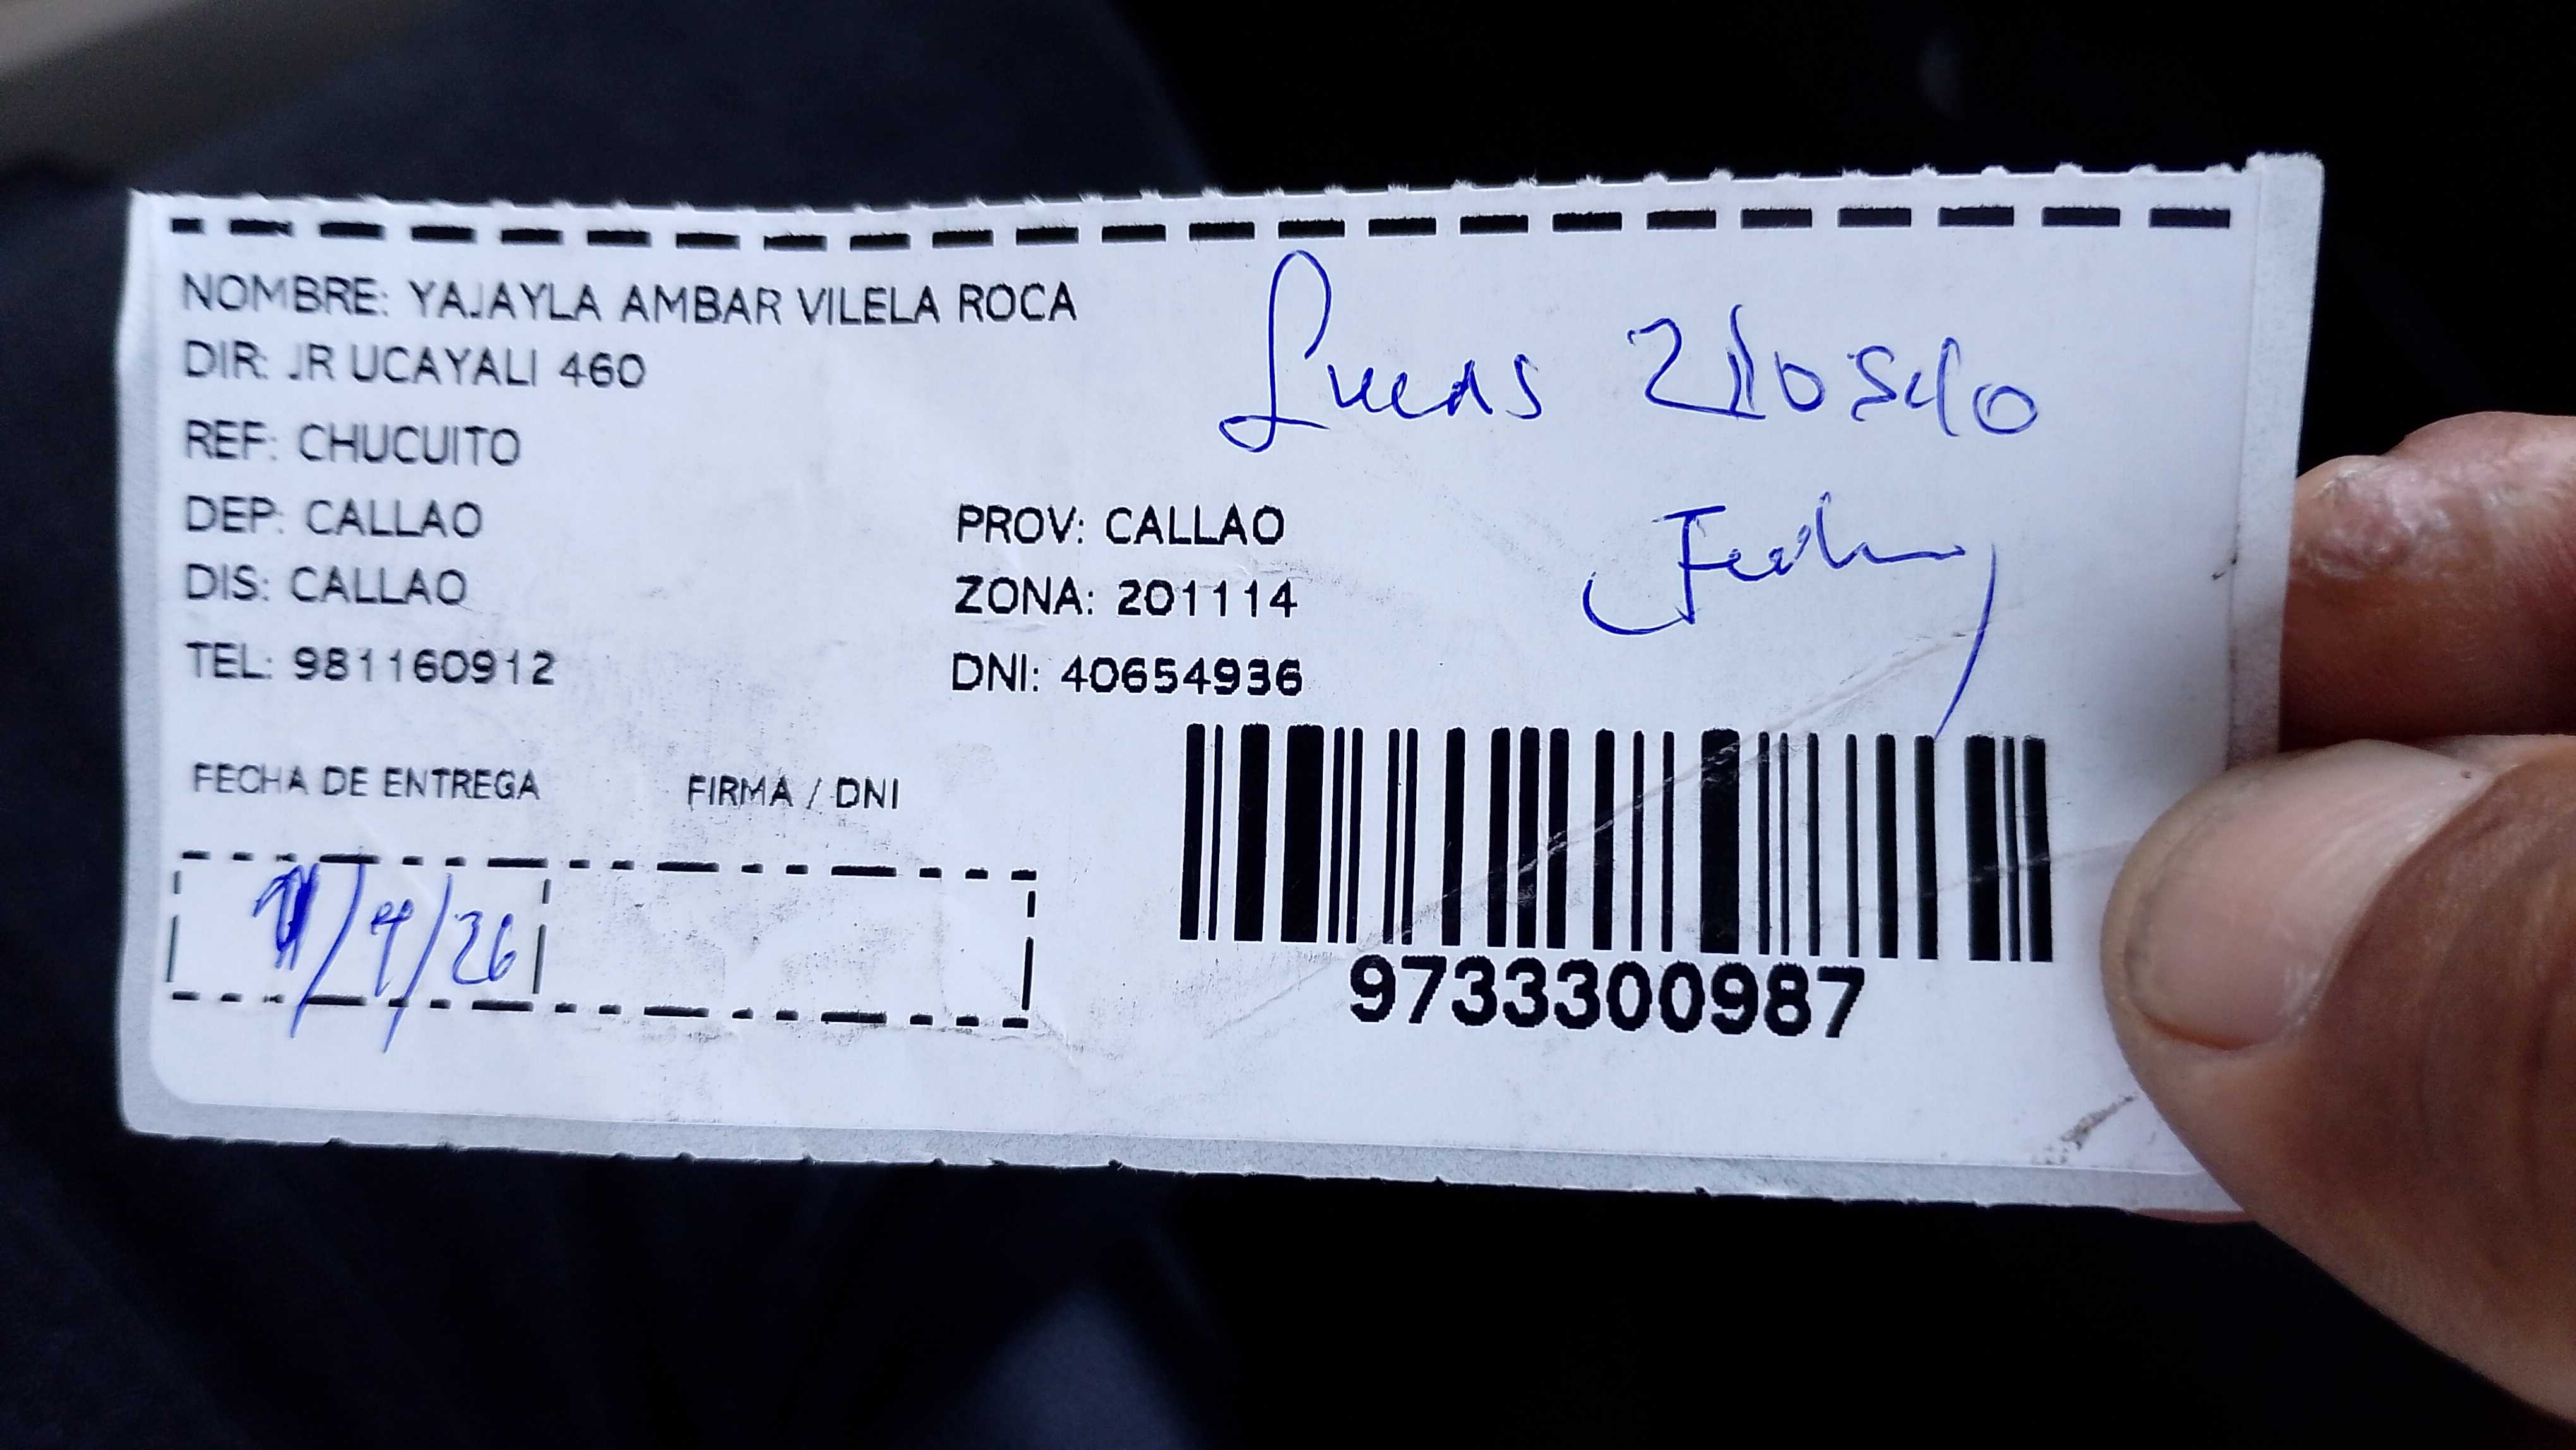 NOMBRE: YAJAYLA AMBAR VILELA ROCA
DIR: JR UCAYALI 460
REF: CHUCUITO
DEP: CALLAO
PROV: CALLAO
DIS: CALLAO
ZONA: 201114
TEL: 981160912
DNI: 40654936
Lucas
FECHA DE ENTREGA
FIRMA / DNI
/4/26
9733300987